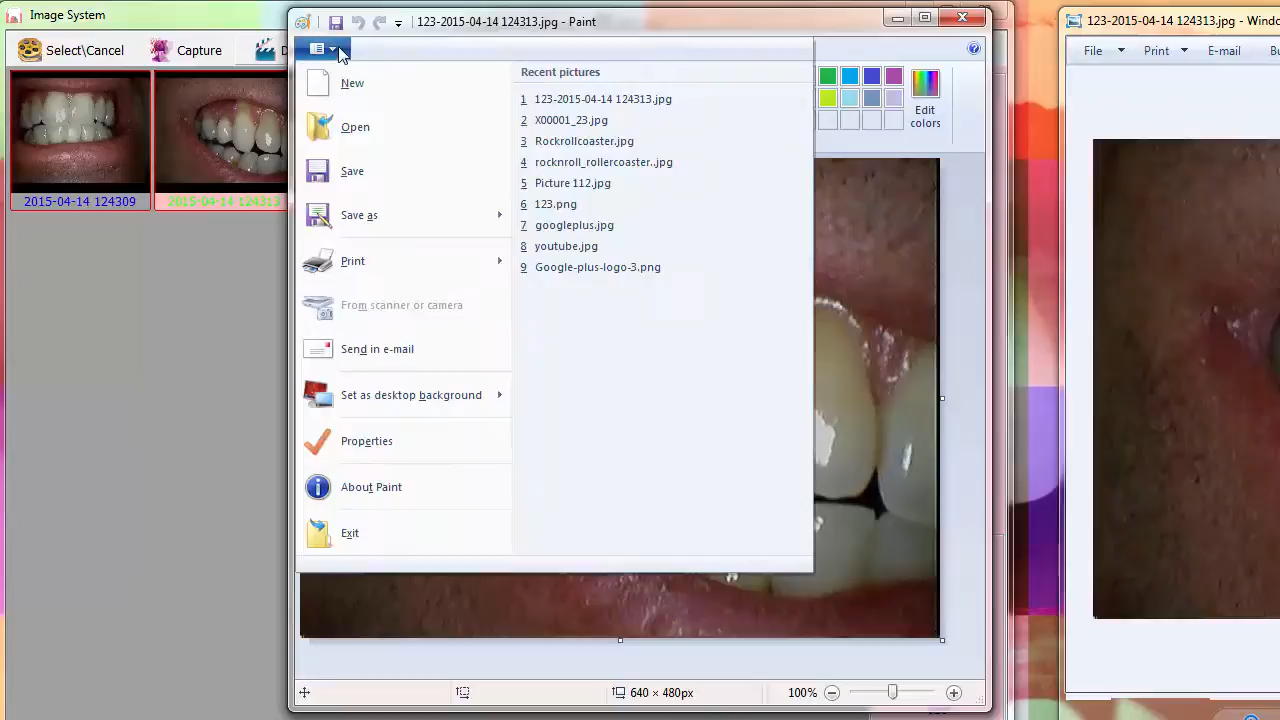 Image System
Select\Cancel
Capture
2015-04-14 124309
2015-04-14 124313
123-2015-04-14 124313.jpg - Paint
New
Open
Save
Save as
Print
From scanner or camera
Send in e-mail
Set as desktop background
Properties
About Paint
Exit
Recent pictures
1 123-2015-04-14 124313.jpg
2 X00001_23.jpg
3 Rockrollcoaster.jpg
4 rocknroll_rollercoaster..jpg
5 Picture 112.jpg
6 123.png
7 googleplus.jpg
8 youtube.jpg
9 Google-plus-logo-3.png
Edit
colors
640 × 480px
100%
123-2015-04-14 124313.jpg - Windo
File
Print
E-mail